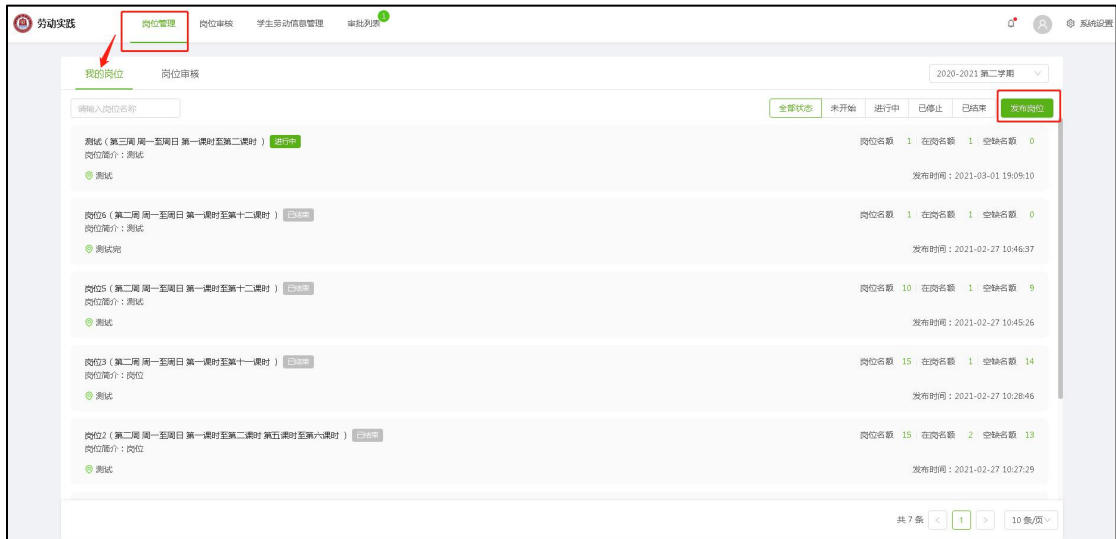 劳动实践 岗位管理 岗位审核 学生劳动信息管理 审批列表 1 系统设置
我的岗位 岗位审核 2020-2021 第二学期
请输入岗位名称 全部状态 未开始 进行中 已停止 已结束 发布岗位
测试 ( 第三周 周一至周日 第一课时至第二课时 ) 进行中 岗位名额 1 在岗名额 1 空缺名额 0
岗位简介:测试
测试 发布时间:2021-03-01 19:09:10
岗位6 ( 第二周 周一至周日 第一课时至第十二课时 ) 已结束 岗位名额 1 在岗名额 1 空缺名额 0
岗位简介:测试
测试完 发布时间:2021-02-27 10:46:37
岗位5 ( 第二周 周一至周日 第一课时至第十二课时 ) 已结束 岗位名额 10 在岗名额 1 空缺名额 9
岗位简介:测试
测试 发布时间:2021-02-27 10:45:26
岗位3 ( 第二周 周一至周日 第一课时至第十一课时 ) 已结束 岗位名额 15 在岗名额 1 空缺名额 14
岗位简介:岗位
测试 发布时间:2021-02-27 10:28:46
岗位2 ( 第二周 周一至周日 第一课时至第二课时 第五课时至第六课时 ) 已结束 岗位名额 15 在岗名额 2 空缺名额 13
岗位简介:岗位
测试 发布时间:2021-02-27 10:27:29
共 7 条 < 1 > 10 条/页